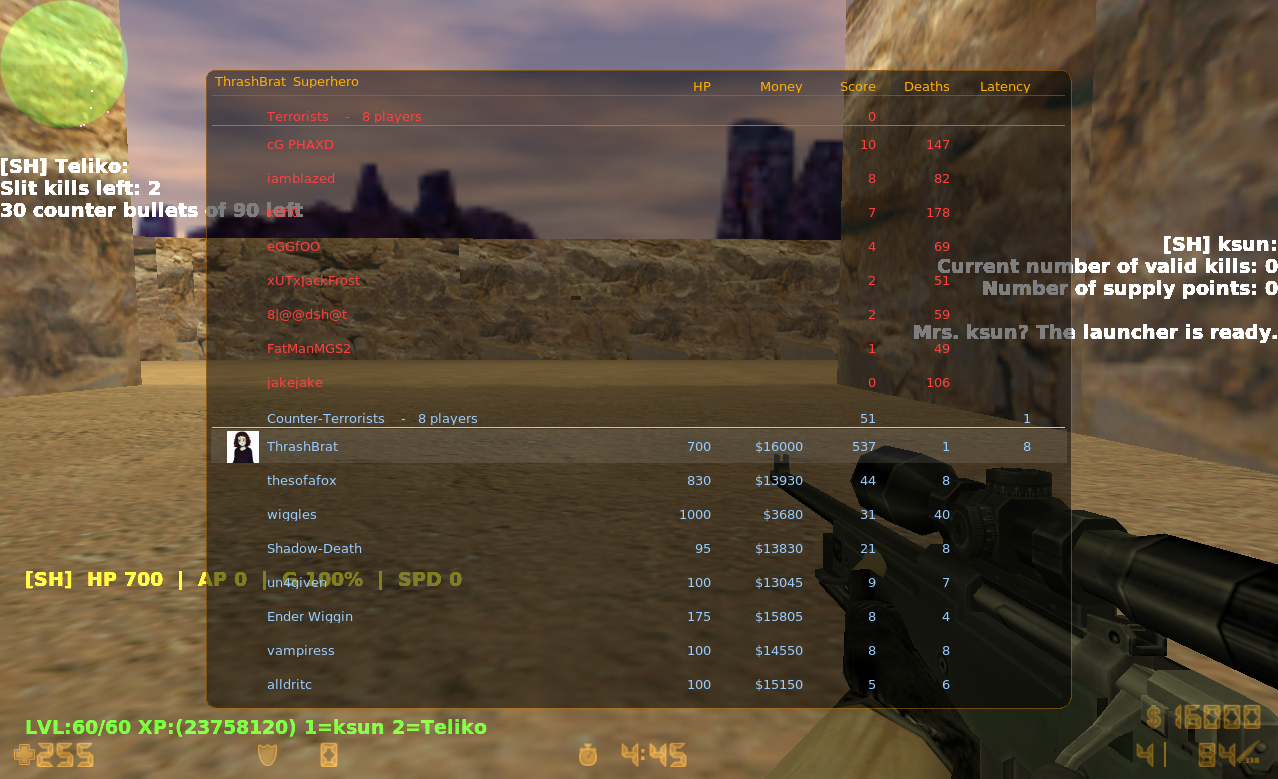 ThrashBrat Superhero
HP Money Score Deaths Latency
Terrorists - 8 players 0
cG PHAXD 10 147
iamblazed 8 82
7 178
eGGfOO 4 69
xUTxJackFrost 2 51
8|@@d$h@t 2 59
FatManMGS2 1 49
jakejake 0 106
Counter-Terrorists - 8 players 51 1
ThrashBrat 700 $16000 537 1 8
thesofafox 830 $13930 44 8
wiggles 1000 $3680 31 40
Shadow-Death 95 $13830 21 8
un4given 100 $13045 9 7
Ender Wiggin 175 $15805 8 4
vampiress 100 $14550 8 8
alldritc 100 $15150 5 6
[SH] Teliko:
Slit kills left: 2
30 counter bullets of 90 left
[SH] ksun:
Current number of valid kills: 0
Number of supply points: 0
Mrs. ksun? The launcher is ready.
[SH] HP 700 | AP 0 | G 100% | SPD 0
LVL:60/60 XP:(23758120) 1=ksun 2=Teliko
$ 16000
255 0 4:45 4 | 84